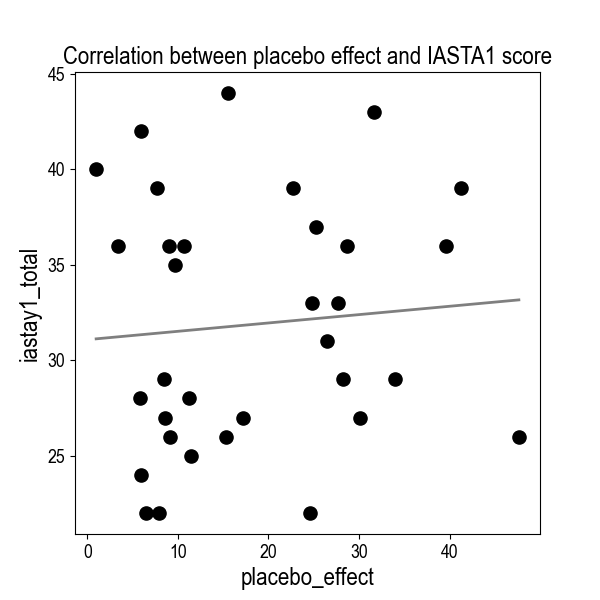 Correlation between placebo effect and IASTA1 score
45
40
35
30
25
iastay1_total
0 10 20 30 40
placebo_effect